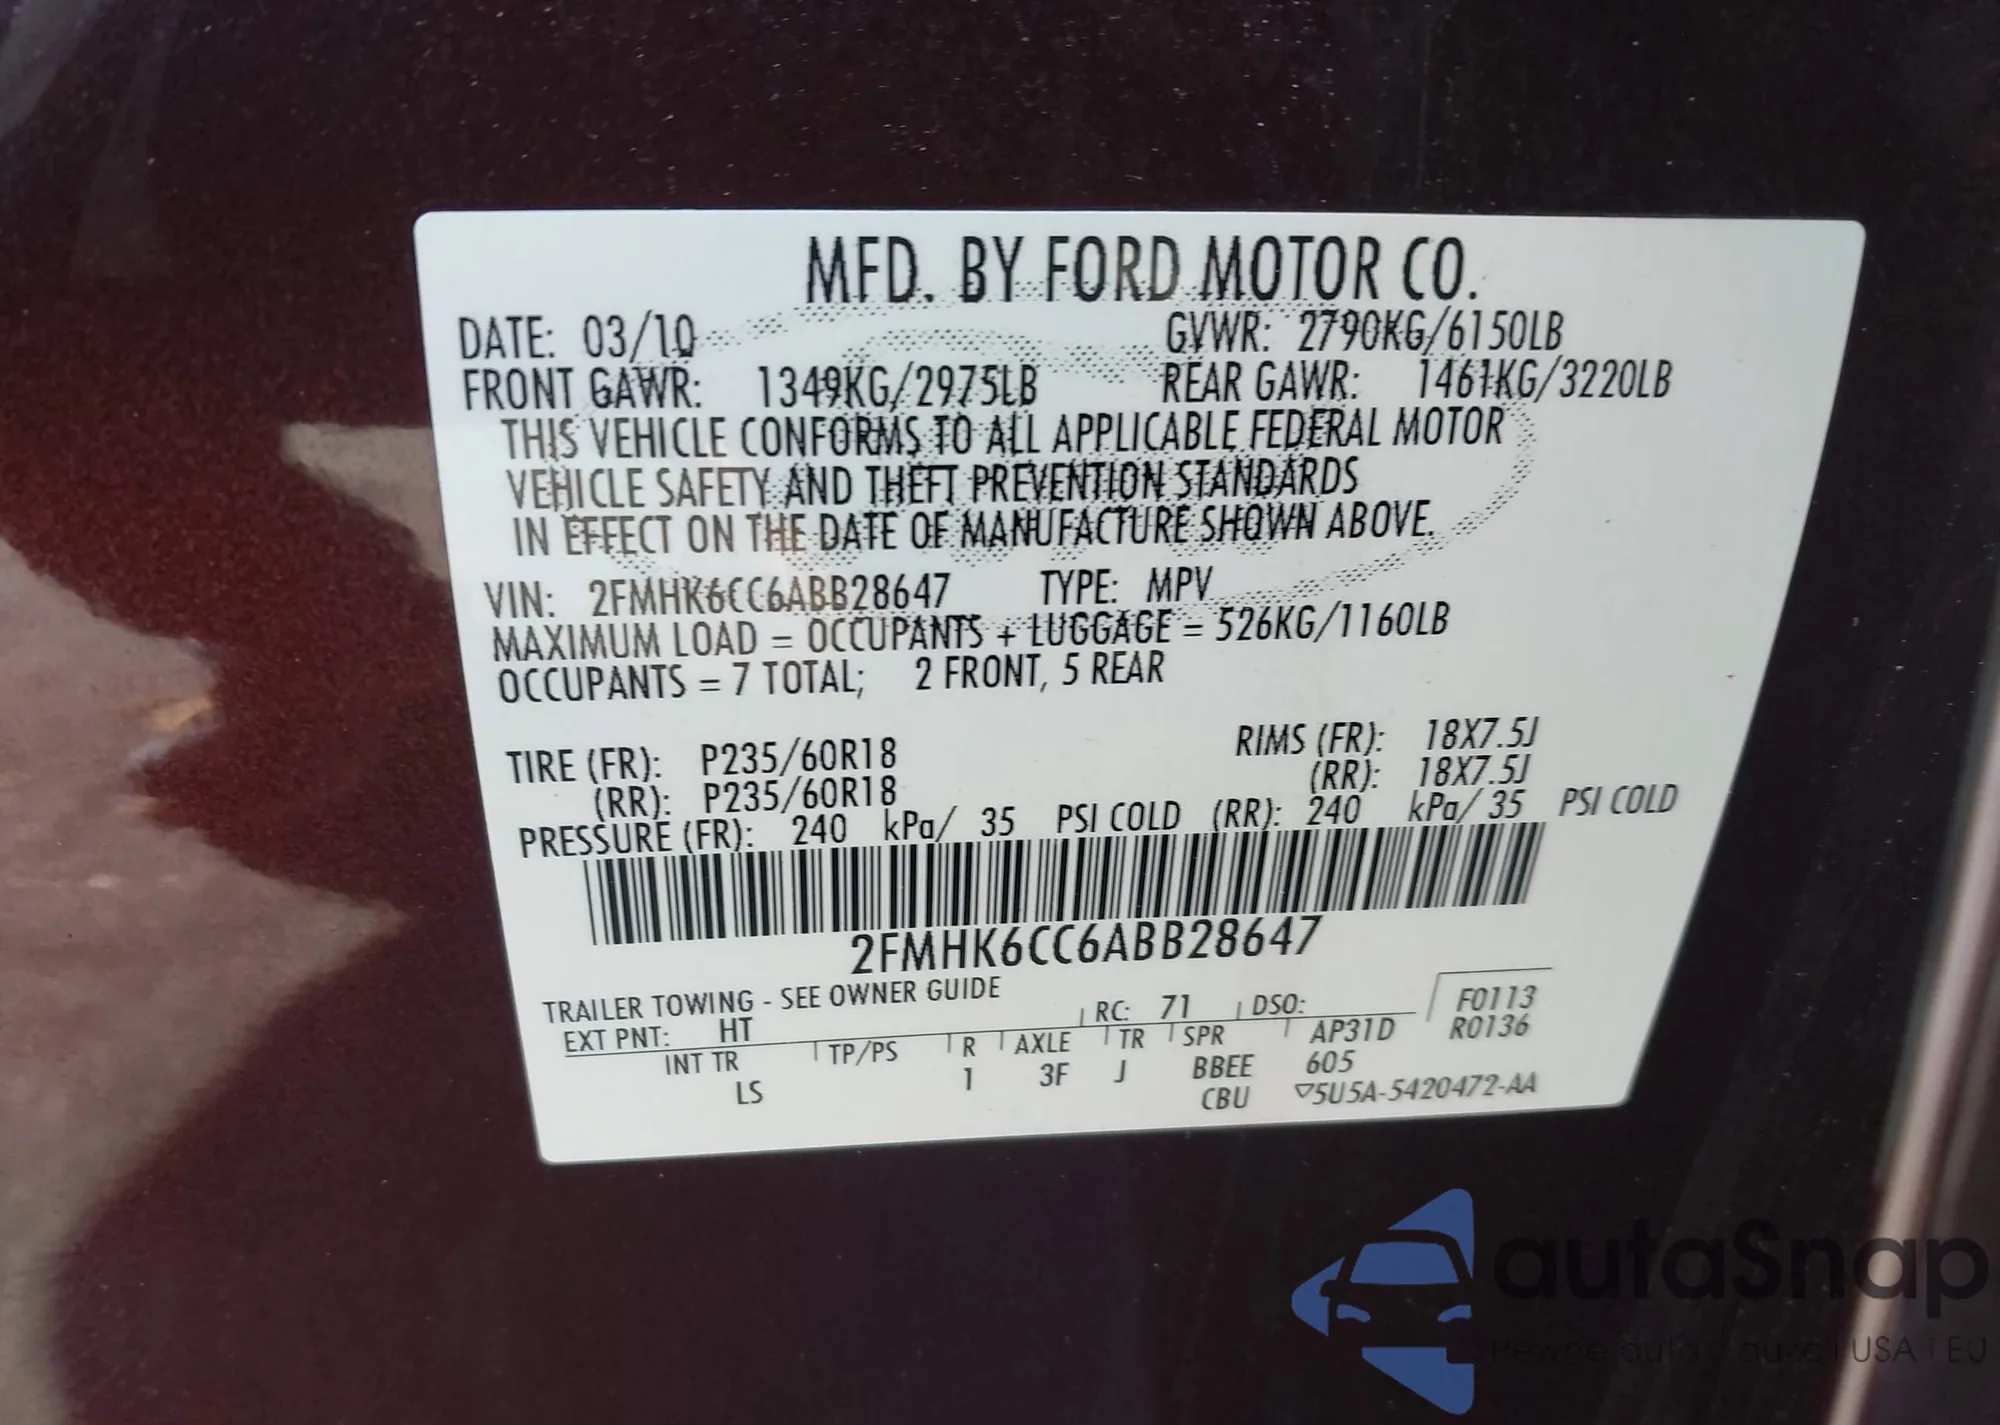 MFD. BY FORD MOTOR CO.
DATE: 03/10 GVWR: 2790KG/6150LB
FRONT GAWR: 1349KG/2975LB REAR GAWR: 1461KG/3220LB
THIS VEHICLE CONFORMS TO ALL APPLICABLE FEDERAL MOTOR
VEHICLE SAFETY AND THEFT PREVENTION STANDARDS
IN EFFECT ON THE DATE OF MANUFACTURE SHOWN ABOVE.
VIN: 2FMHK6CC6ABB28647 TYPE: MPV
MAXIMUM LOAD = OCCUPANTS + LUGGAGE = 526KG/1160LB
OCCUPANTS = 7 TOTAL; 2 FRONT, 5 REAR
TIRE (FR): P235/60R18 RIMS (FR): 18X7.5J
(RR): P235/60R18 (RR): 18X7.5J
PRESSURE (FR): 240 kPa/ 35 PSI COLD (RR): 240 kPa/ 35 PSI COLD
2FMHK6CC6ABB28647
TRAILER TOWING - SEE OWNER GUIDE
EXT PNT: HT RC: 71 DSO: F0113
INT TR TP/PS R AXLE TR SPR AP31D R0136
LS 1 3F J BBEE 605
CBU ▽5U5A-5420472-AA
autaSnap
auta USA | EU